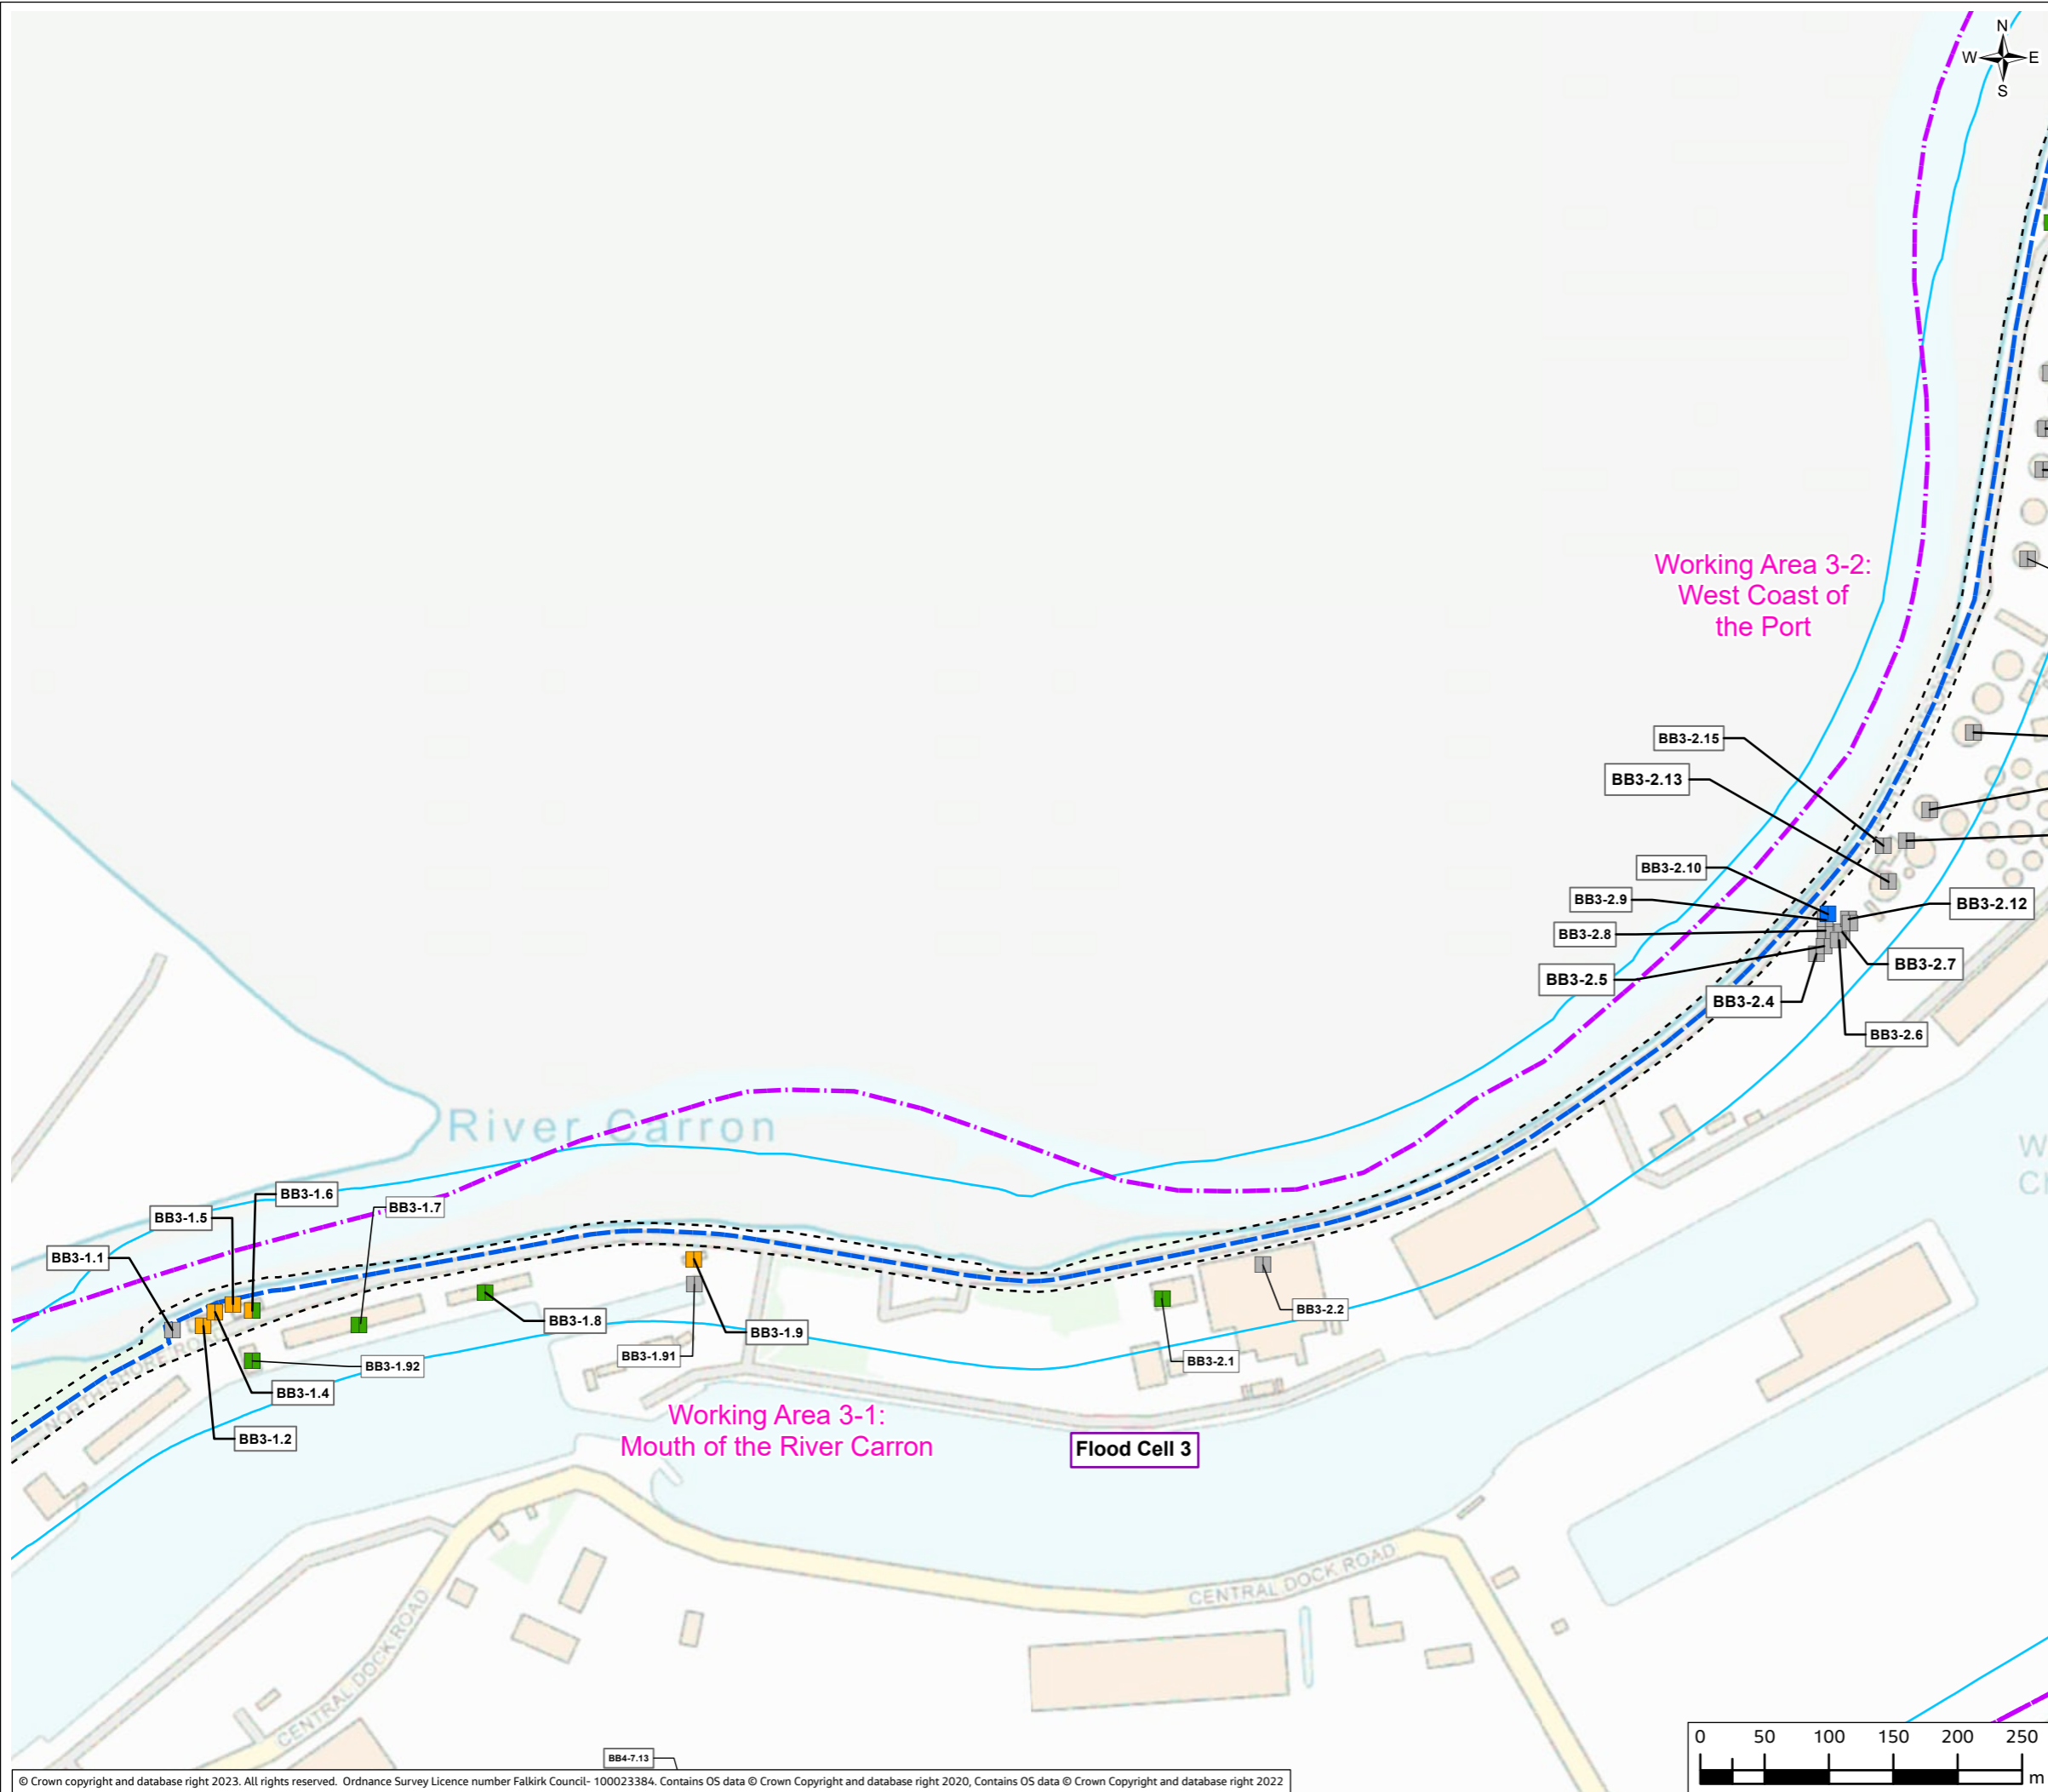 N
W
E
S
Working Area 3-2:
West Coast of
the Port
BB3-2.15
BB3-2.13
BB3-2.10
BB3-2.9
BB3-2.12
BB3-2.8
BB3-2.7
BB3-2.5
BB3-2.4
BB3-2.6
River Carron
BB3-1.6
BB3-1.7
BB3-1.5
BB3-1.1
BB3-2.2
BB3-1.8
BB3-1.9
BB3-1.91
BB3-2.1
BB3-1.92
BB3-1.4
BB3-1.2
NORTH SHORE ROAD
Working Area 3-1:
Mouth of the River Carron
Flood Cell 3
CENTRAL DOCK ROAD
CENTRAL DOCK ROAD
BB4-7.13
0 50 100 150 200 250
m
© Crown copyright and database right 2023. All rights reserved. Ordnance Survey Licence number Falkirk Council- 100023384. Contains OS data © Crown Copyright and database right 2020, Contains OS data © Crown Copyright and database right 2022